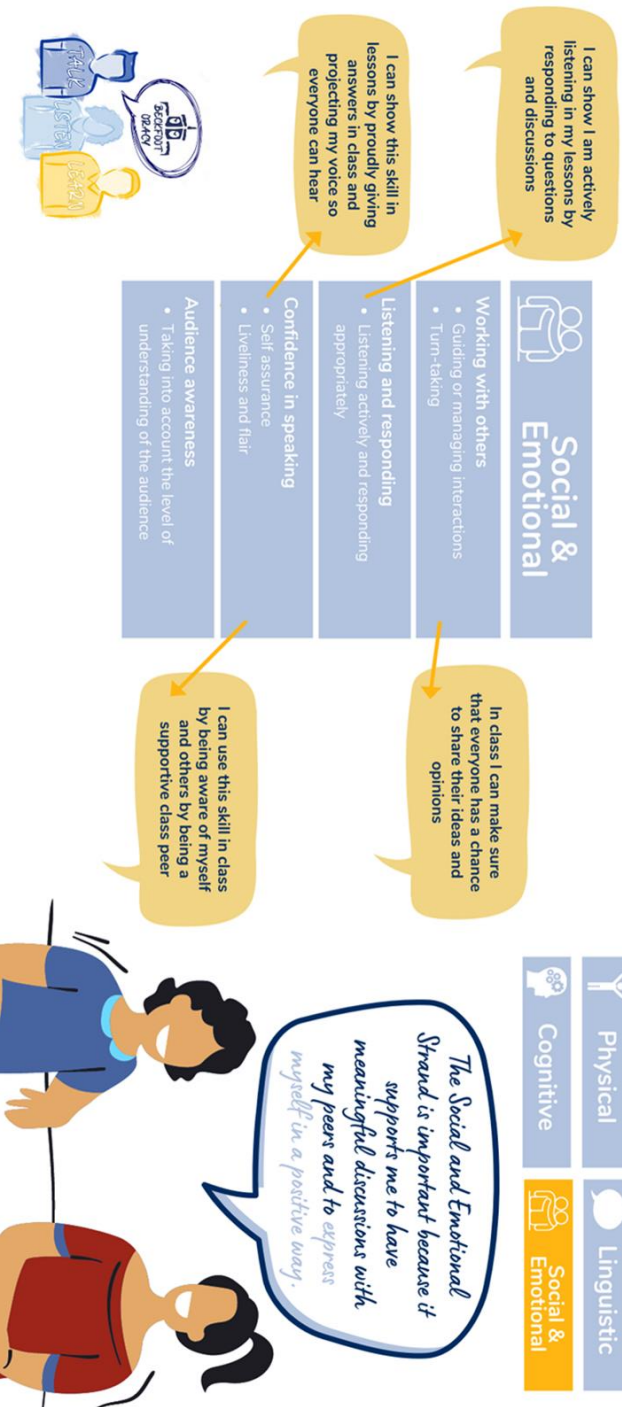 Social &
Emotional
Working with others
• Guiding or managing interactions
• Turn-taking
Listening and responding
• Listening actively and responding
appropriately
Confidence in speaking
• Self assurance
• Liveliness and flair
Audience awareness
• Taking into account the level of
understanding of the audience
I can show I am actively
listening in my lessons by
responding to questions
and discussions
I can show this skill in
lessons by proudly giving
answers in class and
projecting my voice so
everyone can hear
In class I can make sure
that everyone has a chance
to share their ideas and
opinions
I can use this skill in class
by being aware of myself
and others by being a
supportive class peer
BECKFOOT
ORACY
TALK
LISTEN
LEARN
Physical
Linguistic
Cognitive
Social &
Emotional
The Social and Emotional
Strand is important because it
supports me to have
meaningful discussions with
my peers and to express
myself in a positive way.